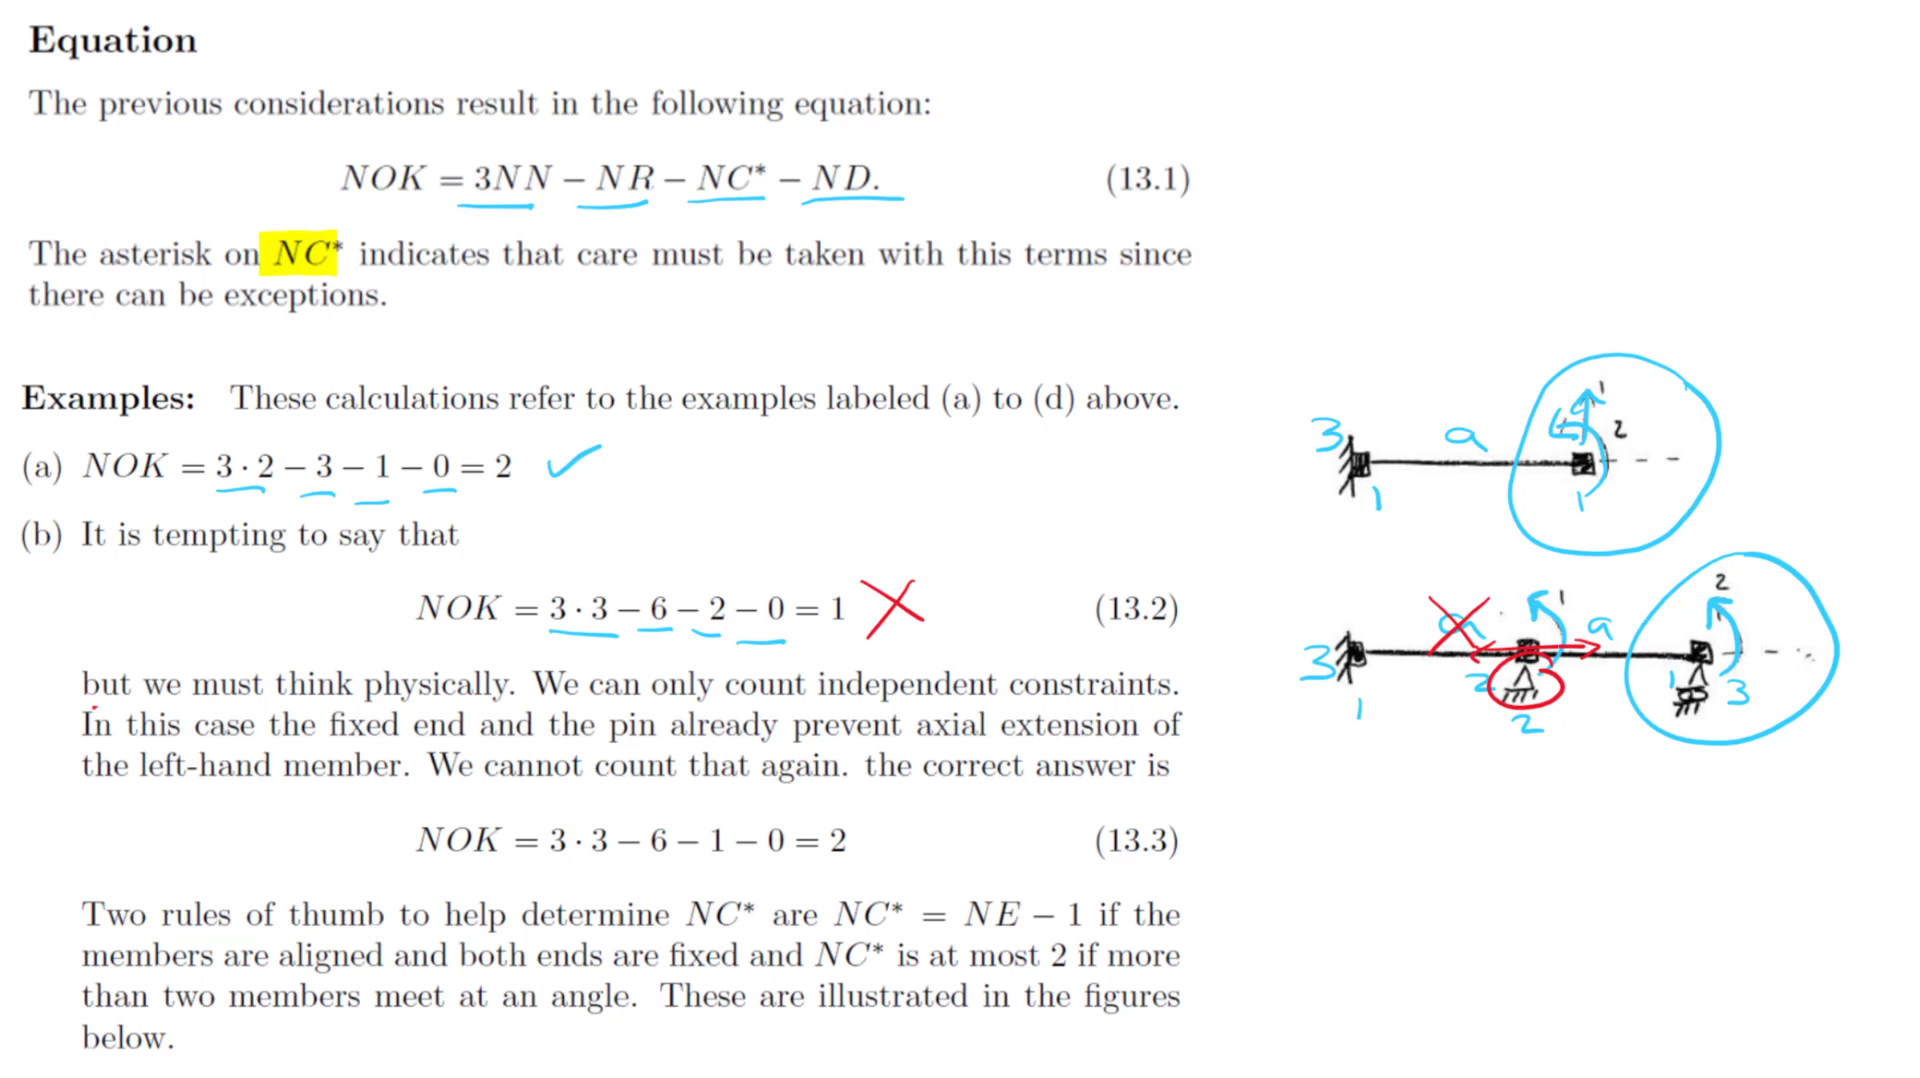 Equation
The previous considerations result in the following equation:
NOK = 3NN − NR − NC* − ND. (13.1)
The asterisk on NC* indicates that care must be taken with this terms since
there can be exceptions.
Examples: These calculations refer to the examples labeled (a) to (d) above.
(a) NOK = 3 · 2 − 3 − 1 − 0 = 2
(b) It is tempting to say that
NOK = 3 · 3 − 6 − 2 − 0 = 1 (13.2)
but we must think physically. We can only count independent constraints.
In this case the fixed end and the pin already prevent axial extension of
the left-hand member. We cannot count that again. the correct answer is
NOK = 3 · 3 − 6 − 1 − 0 = 2 (13.3)
Two rules of thumb to help determine NC* are NC* = NE − 1 if the
members are aligned and both ends are fixed and NC* is at most 2 if more
than two members meet at an angle. These are illustrated in the figures
below.
1
3 a 2
1 1
2
1
a a
3 2 1 3
1 2